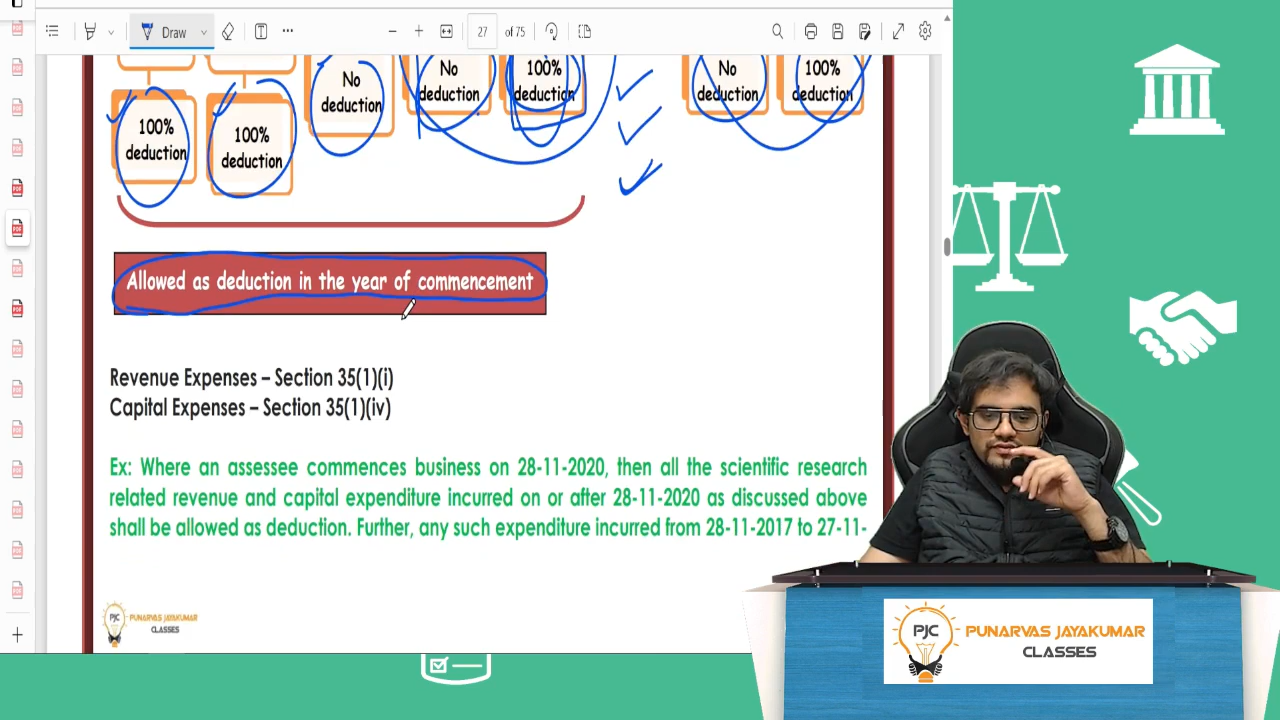 Draw
27
of 75
No
deduction
100%
deduction
No
deduction
100%
deduction
No
deduction
100%
deduction
100%
deduction
Allowed as deduction in the year of commencement
Revenue Expenses – Section 35(1)(i)
Capital Expenses – Section 35(1)(iv)
Ex: Where an assessee commences business on 28-11-2020, then all the scientific research
related revenue and capital expenditure incurred on or after 28-11-2020 as discussed above
shall be allowed as deduction. Further, any such expenditure incurred from 28-11-2017 to 27-11-
PJC
PUNARVAS JAYAKUMAR
CLASSES
PJC
PUNARVAS JAYAKUMAR
CLASSES